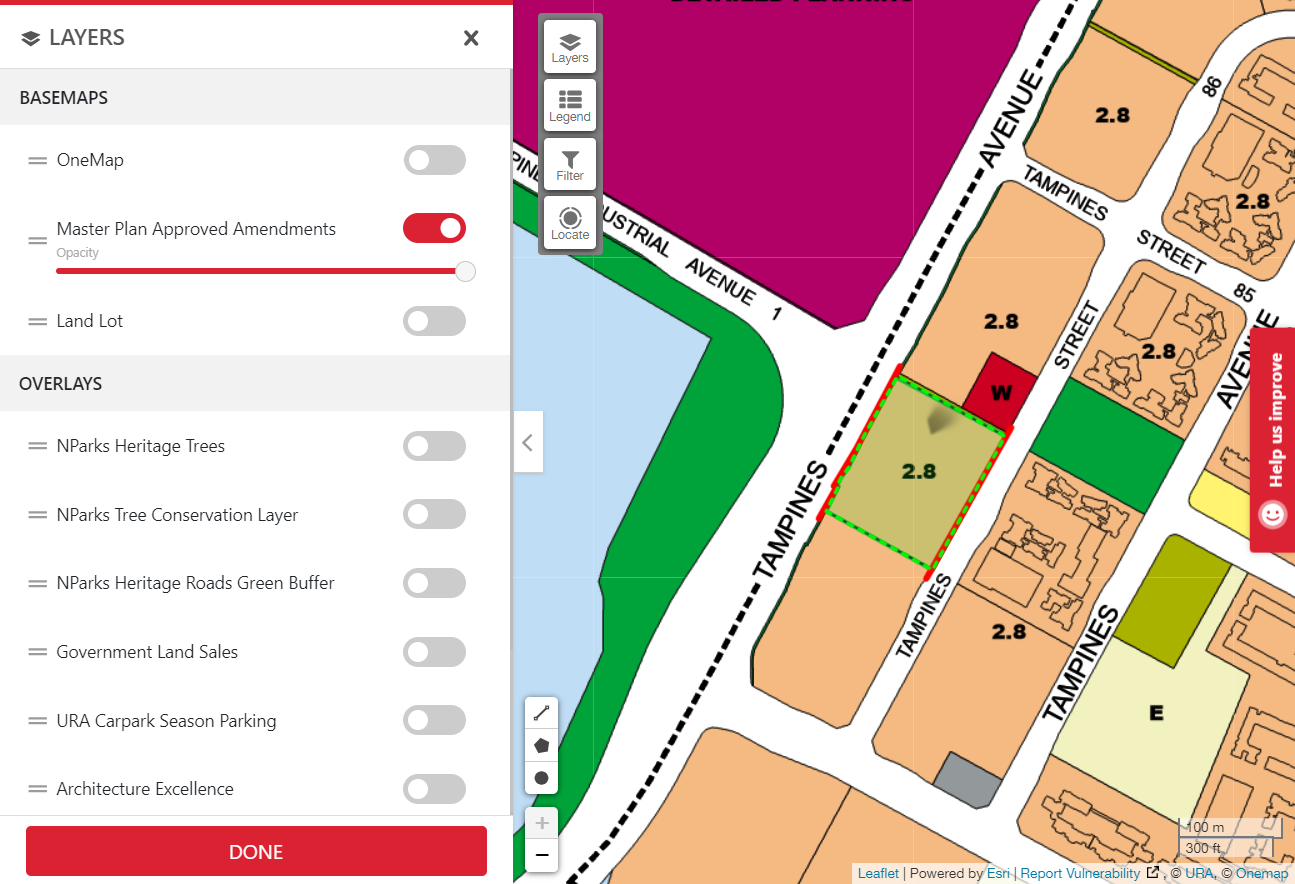 LAYERS
BASEMAPS
OneMap
Master Plan Approved Amendments
Opacity
Land Lot
OVERLAYS
NParks Heritage Trees
NParks Tree Conservation Layer
NParks Heritage Roads Green Buffer
Government Land Sales
URA Carpark Season Parking
Architecture Excellence
DONE
Layers
Legend
Filter
Locate
DETAILED PLANNING
AVENUE
86
2.8
TAMPINES
2.8
STREET
85
AVENUE
1
2.8
STREET
2.8
AVENUE
W
Help us improve
2.8
TAMPINES
TAMPINES
2.8
TAMPINES
E
100 m
300 ft
Leaflet | Powered by Esri | Report Vulnerability , © URA, © Onemap